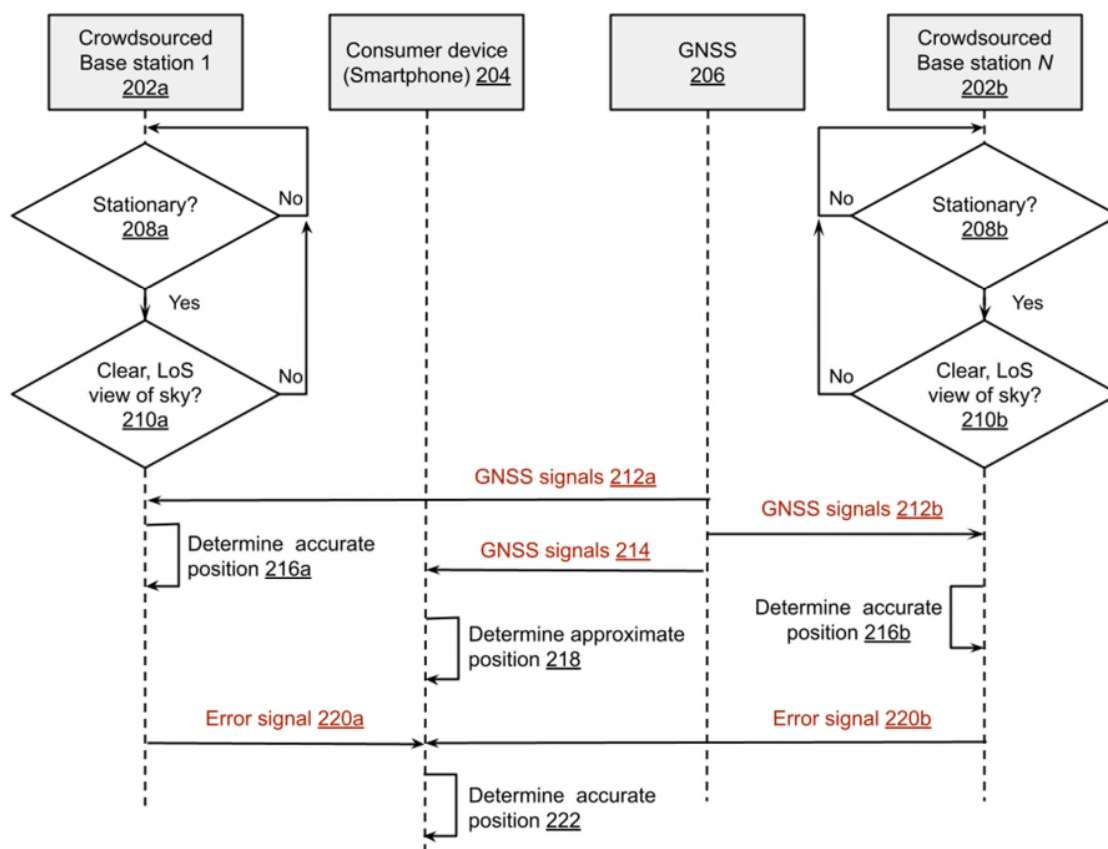 Crowdsourced
Base station 1
202a
Consumer device
(Smartphone) 204
GNSS
206
Crowdsourced
Base station N
202b
Stationary?
208a
No
Yes
Clear, LoS
view of sky?
210a
No
No
Stationary?
208b
Yes
No
Clear, LoS
view of sky?
210b
GNSS signals 212a
GNSS signals 212b
Determine accurate
position 216a
GNSS signals 214
Determine accurate
position 216b
Determine approximate
position 218
Error signal 220a
Error signal 220b
Determine accurate
position 222